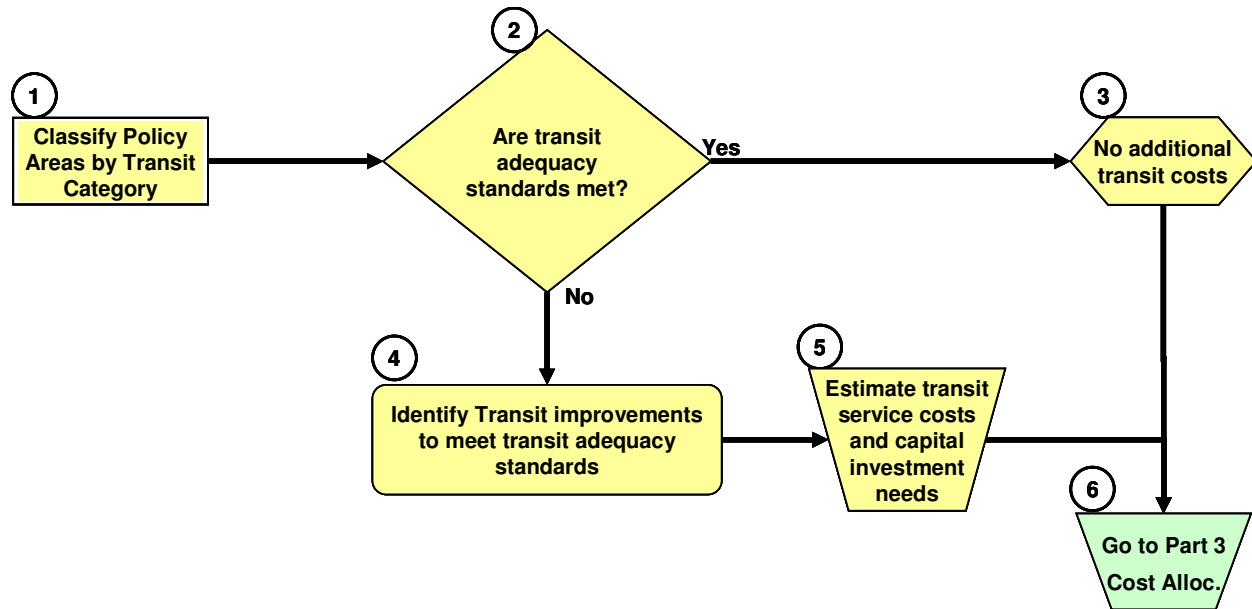 1
Classify Policy
Areas by Transit
Category
2
Are transit
adequacy
standards met?
Yes
3
No additional
transit costs
No
4
Identify Transit improvements
to meet transit adequacy
standards
5
Estimate transit
service costs
and capital
investment
needs
6
Go to Part 3
Cost Alloc.